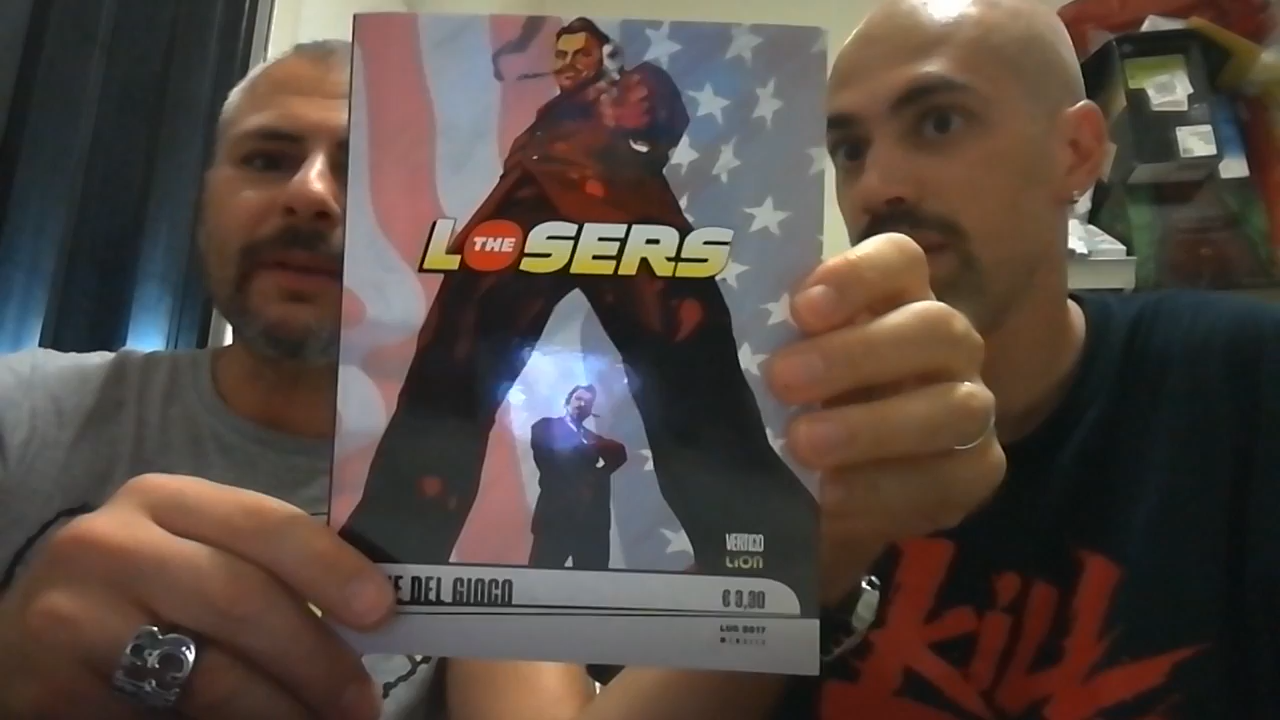 THE
LOSERS
VERTIGO
LION
DEL GIOCO
LUG 2017
Kill